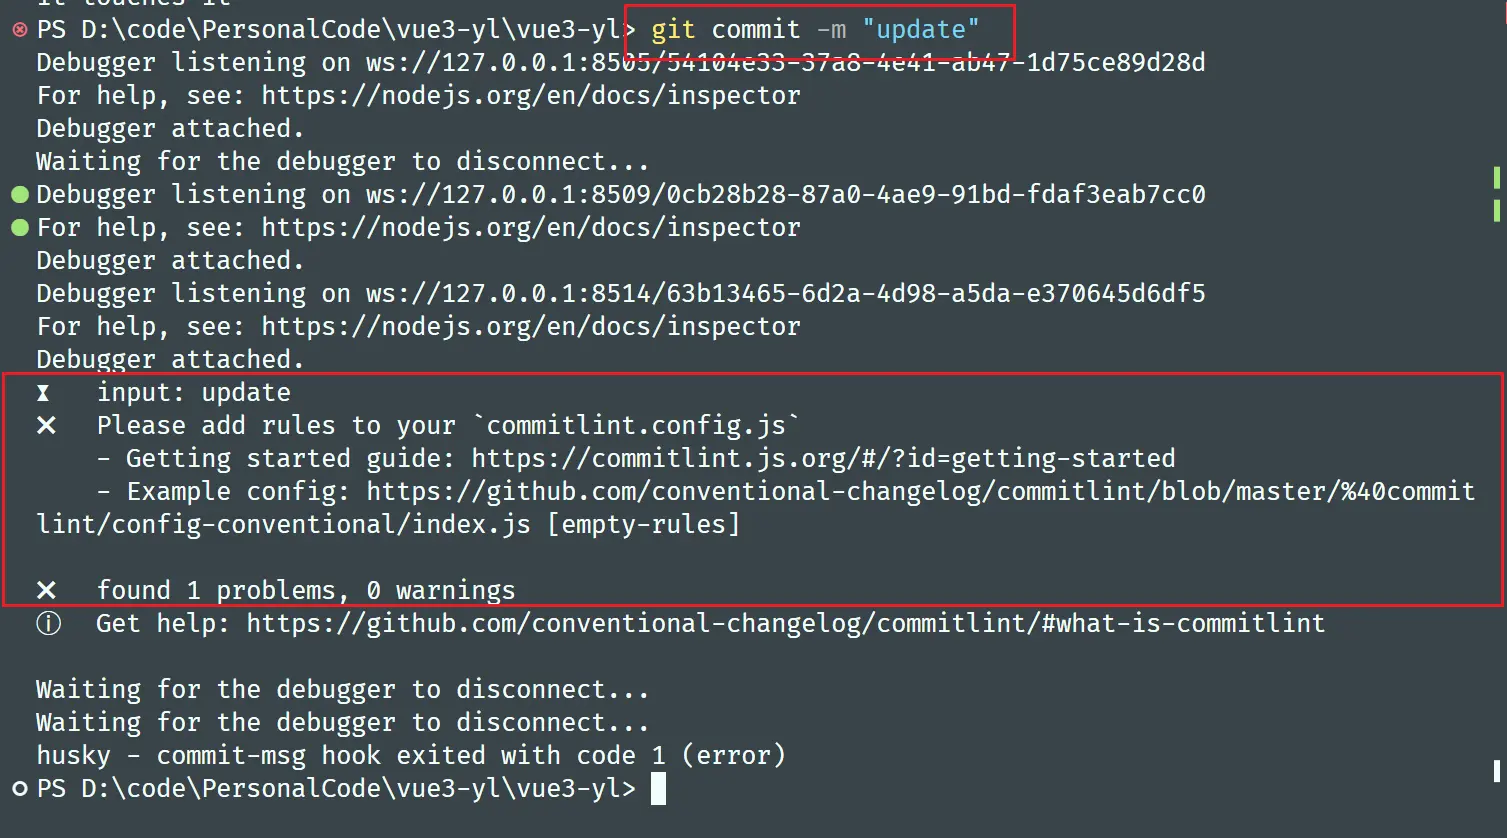 it touches it
PS D:\code\PersonalCode\vue3-yl\vue3-yl> git commit -m "update"
Debugger listening on ws://127.0.0.1:8505/54104e33-37a8-4e41-ab47-1d75ce89d28d
For help, see: https://nodejs.org/en/docs/inspector
Debugger attached.
Waiting for the debugger to disconnect...
Debugger listening on ws://127.0.0.1:8509/0cb28b28-87a0-4ae9-91bd-fdaf3eab7cc0
For help, see: https://nodejs.org/en/docs/inspector
Debugger attached.
Debugger listening on ws://127.0.0.1:8514/63b13465-6d2a-4d98-a5da-e370645d6df5
For help, see: https://nodejs.org/en/docs/inspector
Debugger attached.
⧗   input: update
✖   Please add rules to your `commitlint.config.js`
    - Getting started guide: https://commitlint.js.org/#/?id=getting-started
    - Example config: https://github.com/conventional-changelog/commitlint/blob/master/%40commit
lint/config-conventional/index.js [empty-rules]
✖   found 1 problems, 0 warnings
ⓘ   Get help: https://github.com/conventional-changelog/commitlint/#what-is-commitlint
Waiting for the debugger to disconnect...
Waiting for the debugger to disconnect...
husky - commit-msg hook exited with code 1 (error)
PS D:\code\PersonalCode\vue3-yl\vue3-yl>